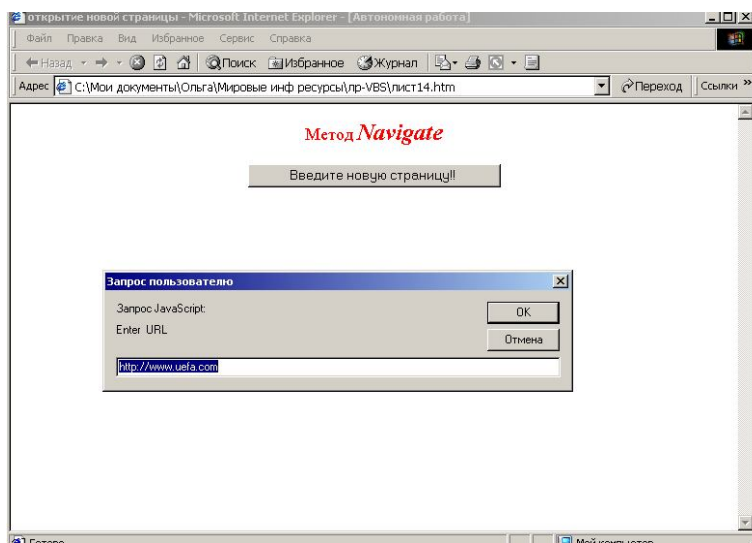 открытие новой страницы - Microsoft Internet Explorer - [Автономная работа]
Файл Правка Вид Избранное Сервис Справка
Назад Поиск Избранное Журнал
Адрес C:\Мои документы\Ольга\Мировые инф ресурсы\лр-VBS\лист14.htm Переход Ссылки »
Метод Navigate
Введите новую страницу!!
Запрос пользователю
Запрос JavaScript:
OK
Enter URL
Отмена
http://www.uefa.com
Готово Мой компьютер